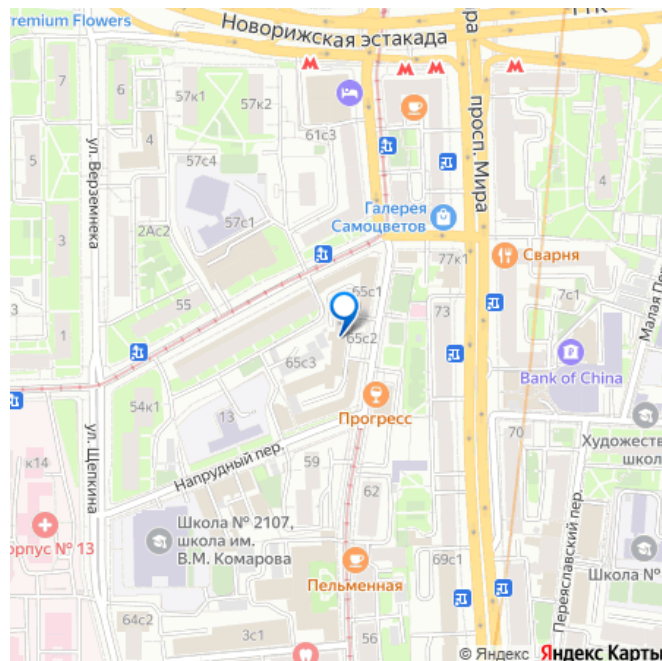 Premium Flowers
Новорижская эстакада
ТТК
7
6
57к1
57к2
5
4
ул. Верземнека
57с4
61с3
просп. Мира
4
3
2Ас2
57с1
Галерея
Самоцветов
77к1
Сварня
7с1
Малая Пер
55
65с1
73
1
65с2
65с3
Bank of China
54к1
13
Прогресс
Художеств
школ
ул. Щепкина
70
к14
Напрудный пер.
59
62
Корпус № 13
Школа № 2107,
школа им.
В.М. Комарова
Переяславский пер.
69с1
Школа №
Пельменная
64с2
3с1
56
© Яндекс Яндекс Карты